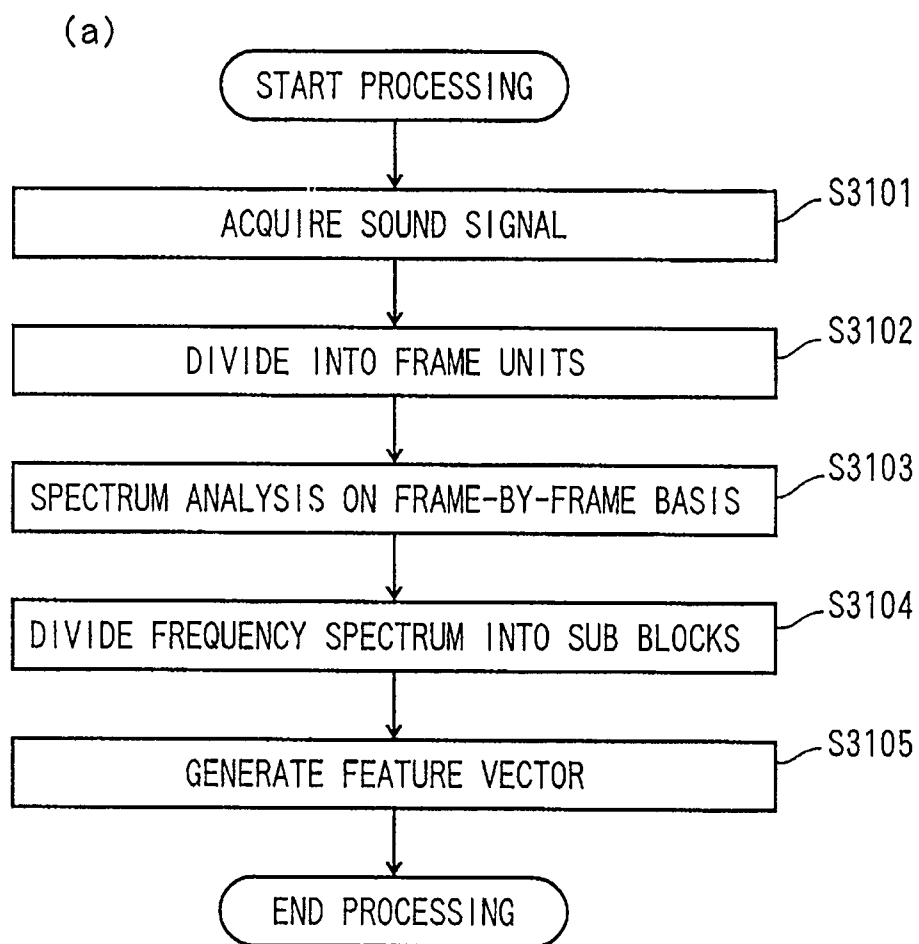 (a)
START PROCESSING
ACQUIRE SOUND SIGNAL
S3101
DIVIDE INTO FRAME UNITS
S3102
SPECTRUM ANALYSIS ON FRAME-BY-FRAME BASIS
S3103
DIVIDE FREQUENCY SPECTRUM INTO SUB BLOCKS
S3104
GENERATE FEATURE VECTOR
S3105
END PROCESSING